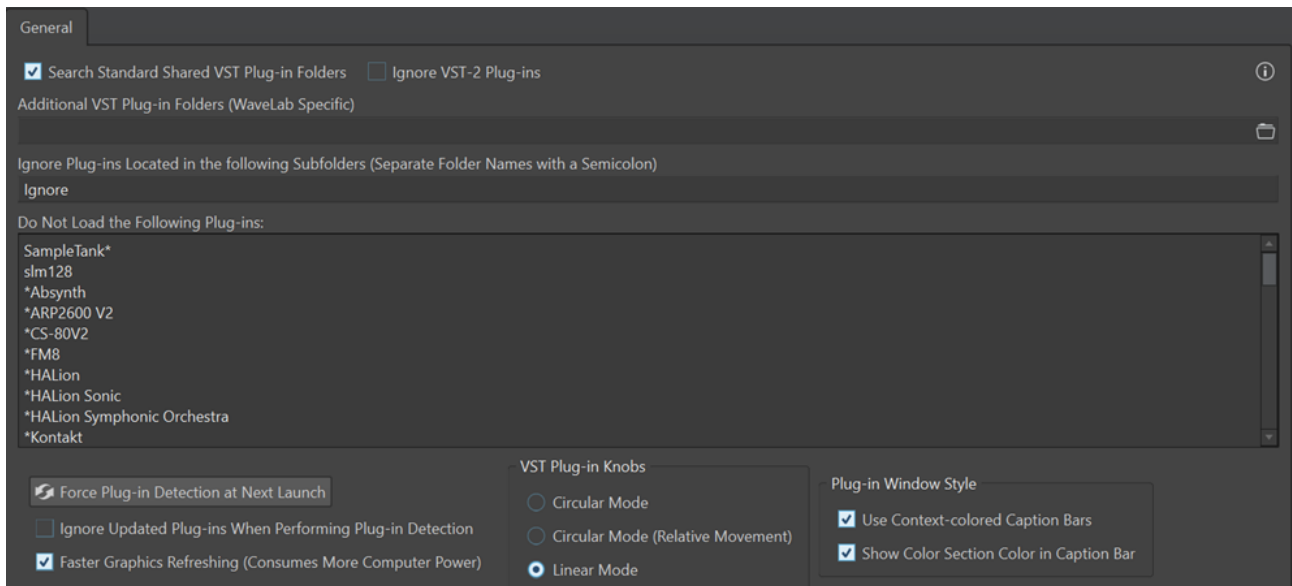 General
Search Standard Shared VST Plug-in Folders
Ignore VST-2 Plug-ins
Additional VST Plug-in Folders (WaveLab Specific)
Ignore Plug-ins Located in the following Subfolders (Separate Folder Names with a Semicolon)
Ignore
Do Not Load the Following Plug-ins:
SampleTank*
slm128
*Absynth
*ARP2600 V2
*CS-80V2
*FM8
*HALion
*HALion Sonic
*HALion Symphonic Orchestra
*Kontakt
Force Plug-in Detection at Next Launch
Ignore Updated Plug-ins When Performing Plug-in Detection
Faster Graphics Refreshing (Consumes More Computer Power)
VST Plug-in Knobs
Circular Mode
Circular Mode (Relative Movement)
Linear Mode
Plug-in Window Style
Use Context-colored Caption Bars
Show Color Section Color in Caption Bar